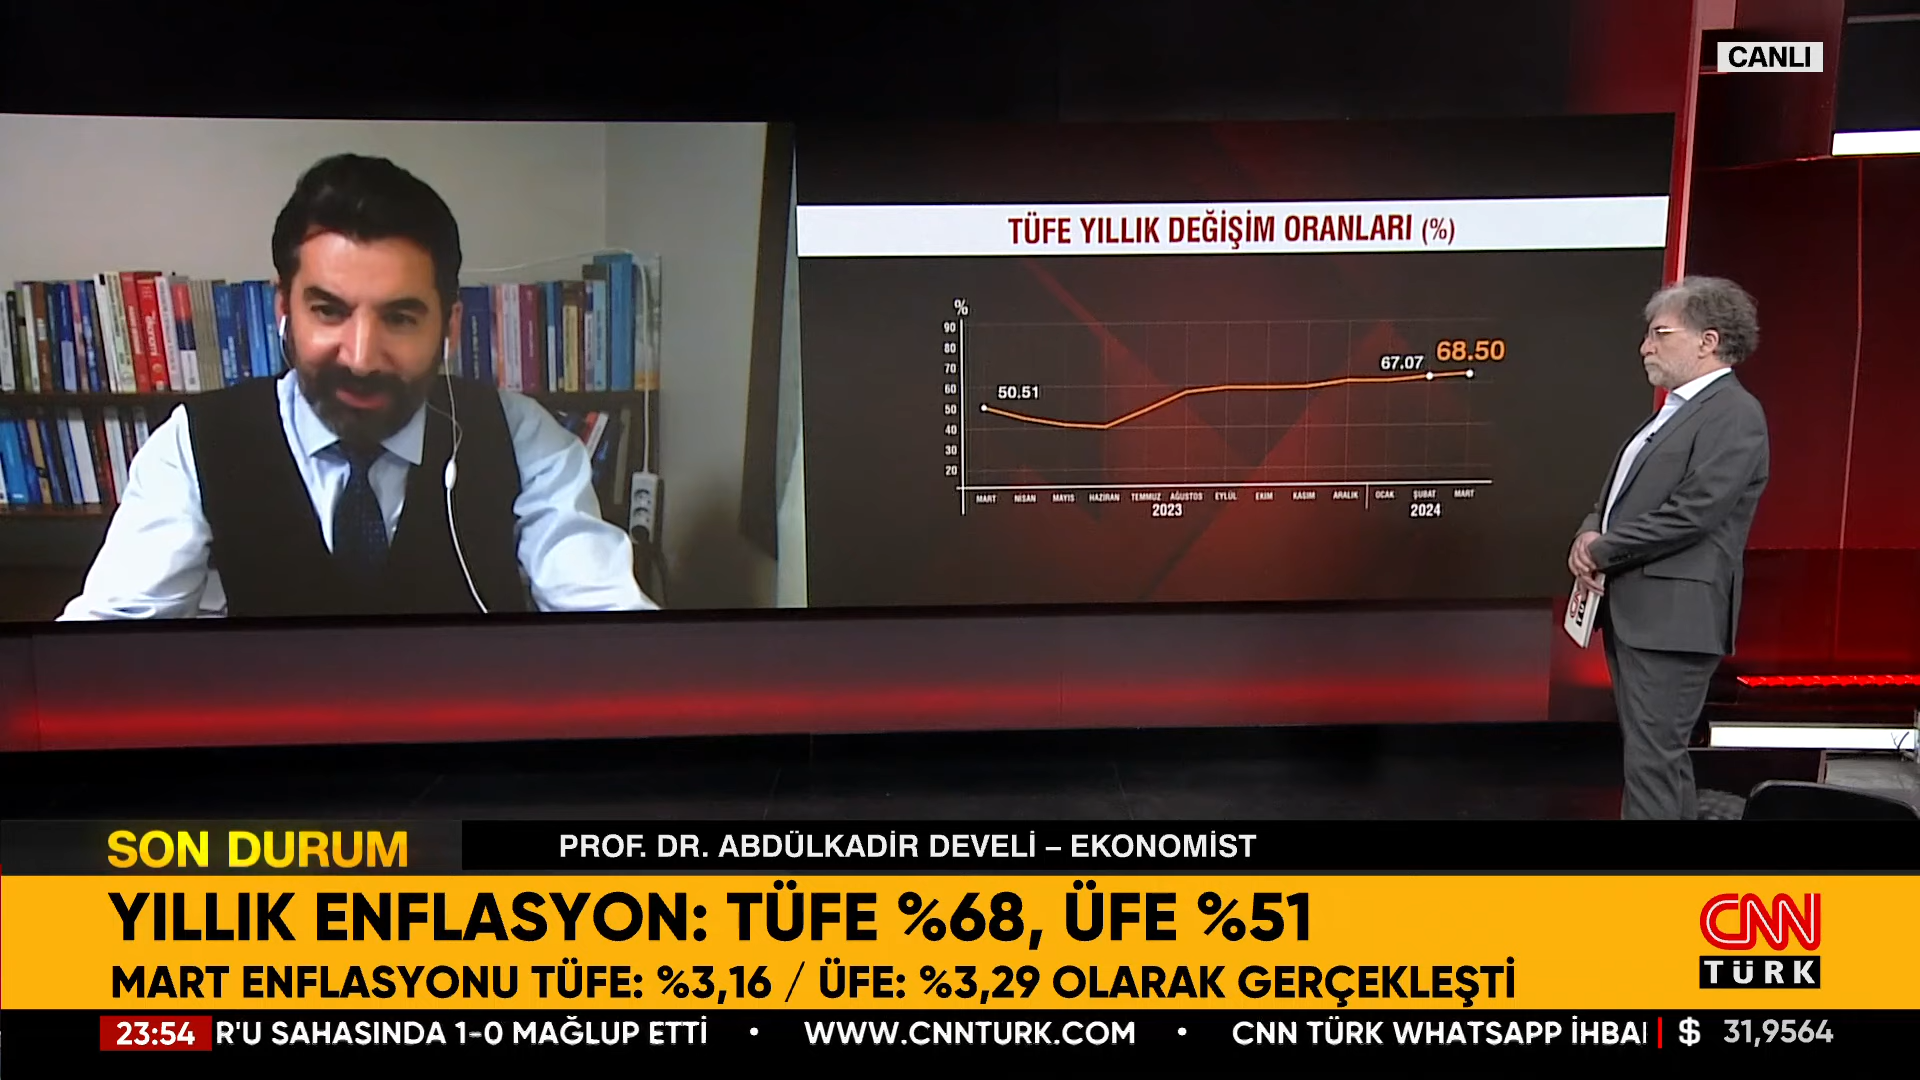 CANLI
TÜFE YILLIK DEĞİŞİM ORANLARI (%)
%
90
80
70
60
50
40
30
20
50.51
67.07
68.50
MART NİSAN MAYIS HAZİRAN TEMMUZ AĞUSTOS EYLÜL EKİM KASIM ARALIK OCAK ŞUBAT MART
2023 2024
SON DURUM
PROF. DR. ABDÜLKADİR DEVELİ – EKONOMİST
YILLIK ENFLASYON: TÜFE %68, ÜFE %51
MART ENFLASYONU TÜFE: %3,16 / ÜFE: %3,29 OLARAK GERÇEKLEŞTİ
CNN
TÜRK
23:54 R'U SAHASINDA 1-0 MAĞLUP ETTİ • WWW.CNNTURK.COM • CNN TÜRK WHATSAPP İHBA $ 31,9564